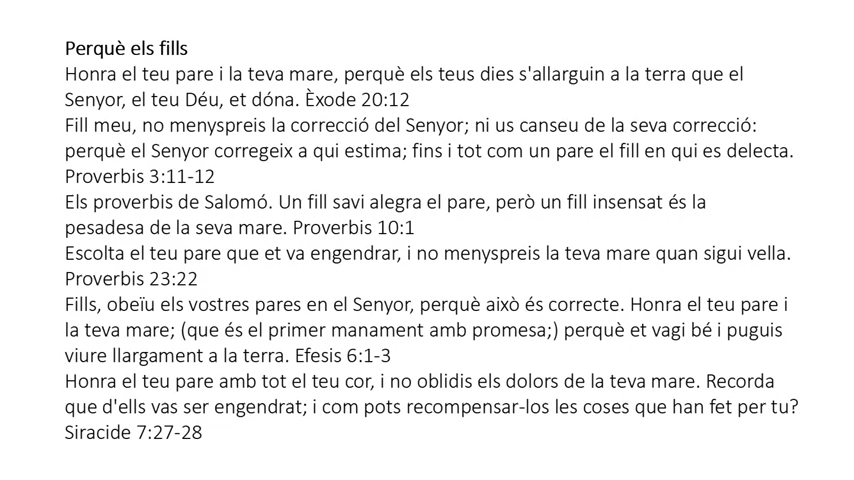 Perquè els fills
Honra el teu pare i la teva mare, perquè els teus dies s'allarguin a la terra que el
Senyor, el teu Déu, et dóna. Èxode 20:12
Fill meu, no menyspreis la correcció del Senyor; ni us canseu de la seva correcció:
perquè el Senyor corregeix a qui estima; fins i tot com un pare el fill en qui es delecta.
Proverbis 3:11-12
Els proverbis de Salomó. Un fill savi alegra el pare, però un fill insensat és la
pesadesa de la seva mare. Proverbis 10:1
Escolta el teu pare que et va engendrar, i no menyspreis la teva mare quan sigui vella.
Proverbis 23:22
Fills, obeïu els vostres pares en el Senyor, perquè això és correcte. Honra el teu pare i
la teva mare; (que és el primer manament amb promesa;) perquè et vagi bé i puguis
viure llargament a la terra. Efesis 6:1-3
Honra el teu pare amb tot el teu cor, i no oblidis els dolors de la teva mare. Recorda
que d'ells vas ser engendrat; i com pots recompensar-los les coses que han fet per tu?
Siracide 7:27-28